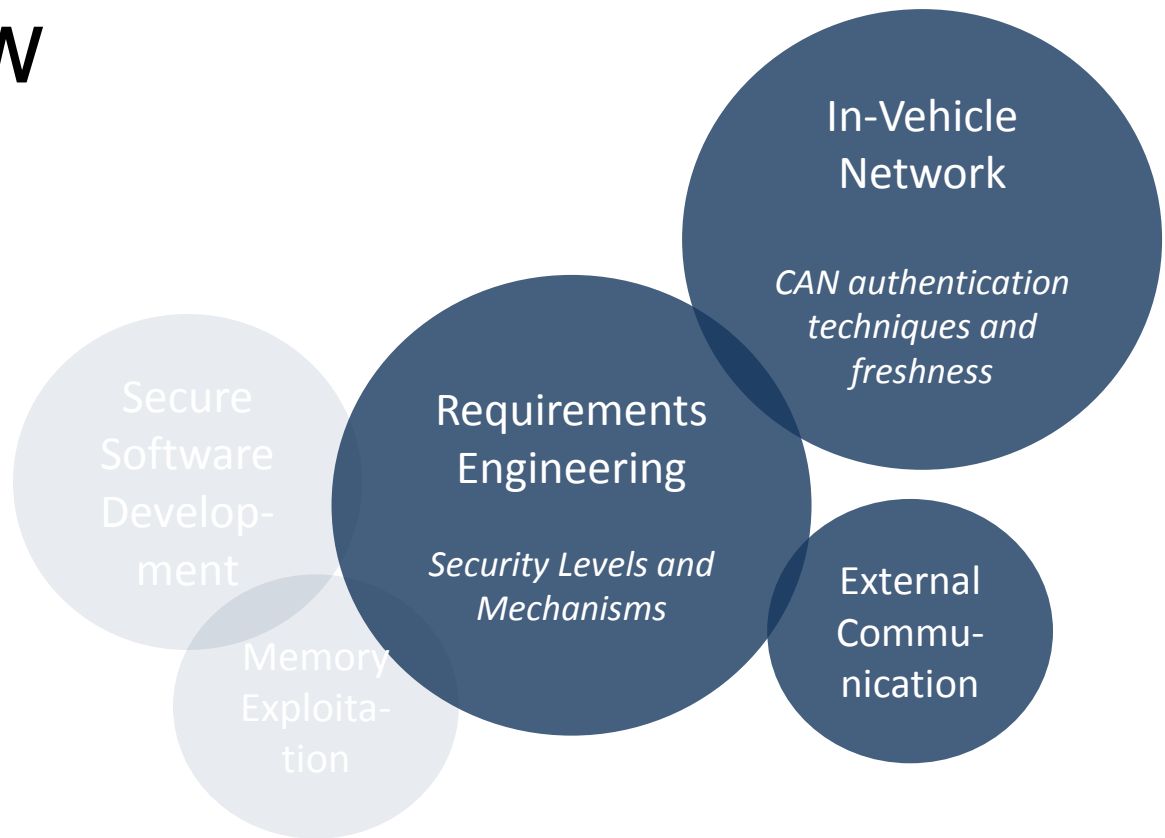 w
In-Vehicle
Network
CAN authentication
techniques and
freshness
Requirements
Engineering
Security Levels and
Mechanisms
Secure
Software
Develop-
ment
Memory
Exploita-
tion
External
Commu-
nication